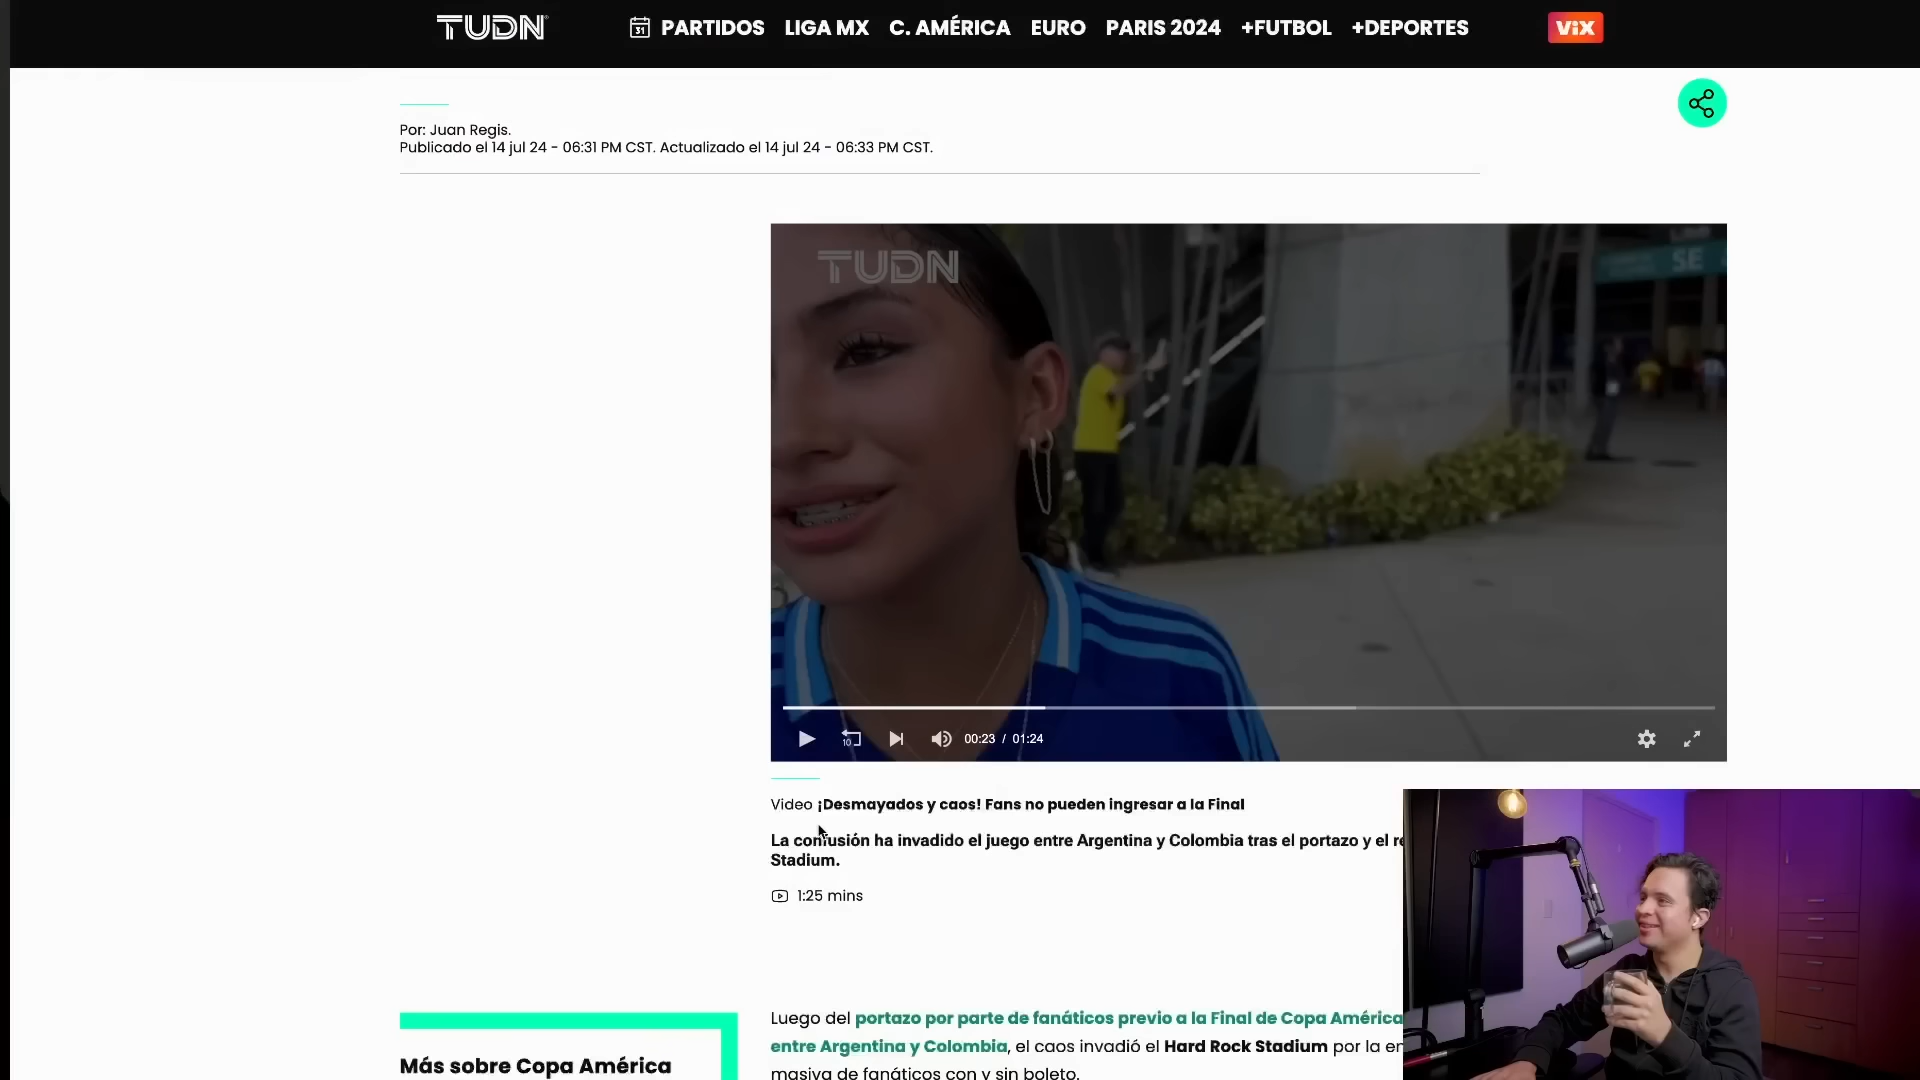 TUDN
31 PARTIDOS LIGA MX C. AMÉRICA EURO PARIS 2024 +FUTBOL +DEPORTES
ViX
Por: Juan Regis.
Publicado el 14 jul 24 - 06:31 PM CST. Actualizado el 14 jul 24 - 06:33 PM CST.
TUDN
SE
10 00:23 / 01:24
Video ¡Desmayados y caos! Fans no pueden ingresar a la Final
La confusión ha invadido el juego entre Argentina y Colombia tras el portazo y el
Stadium.
1:25 mins
Luego del portazo por parte de fanáticos previo a la Final de Copa América
entre Argentina y Colombia, el caos invadió el Hard Rock Stadium por la
masiva de fanáticos con y sin boleto.
Más sobre Copa América